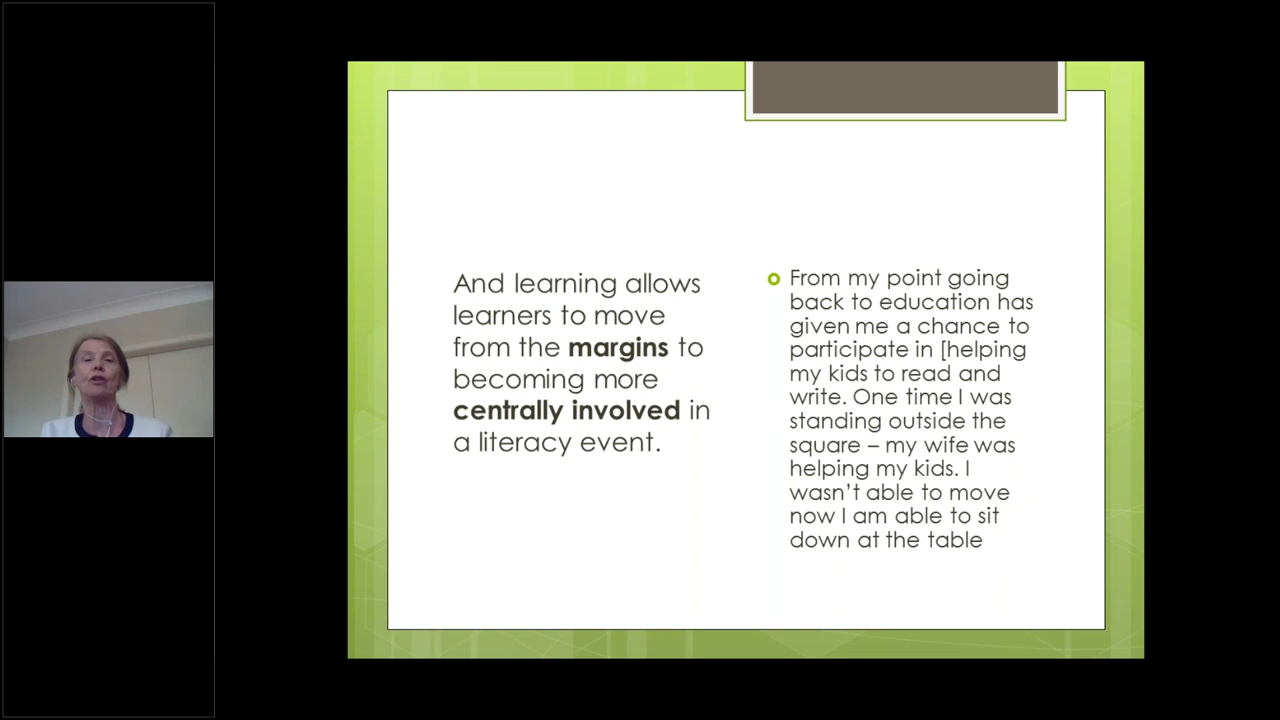 And learning allows
learners to move
from the margins to
becoming more
centrally involved in
a literacy event.
From my point going
back to education has
given me a chance to
participate in [helping
my kids to read and
write. One time I was
standing outside the
square – my wife was
helping my kids. I
wasn't able to move
now I am able to sit
down at the table